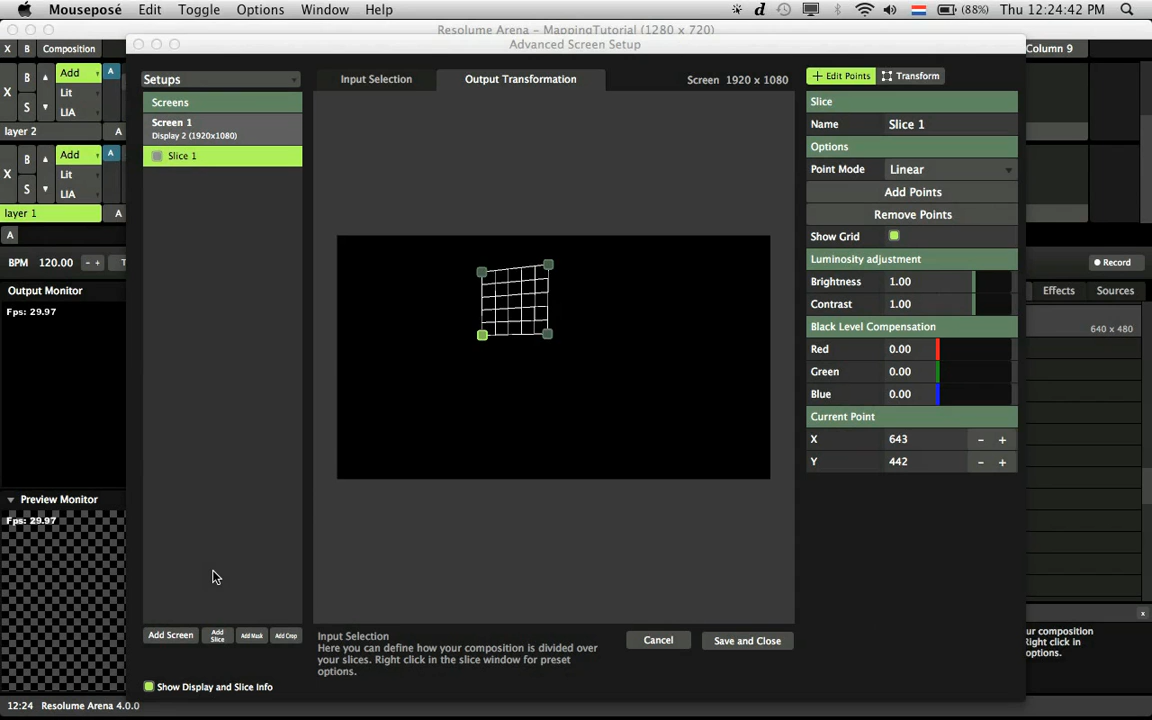 Mouseposé Edit Toggle Options Window Help
(88%) Thu 12:24:42 PM
Resolume Arena - MappingTutorial (1280 x 720)
Advanced Screen Setup
X B Composition
Column 9
B Add A
X Lit
S LIA
layer 2 A
B Add A
X Lit
S LIA
layer 1 A
A
BPM 120.00 - + T
Record
Output Monitor
Fps: 29.97
Effects Sources
640 x 480
Preview Monitor
Fps: 29.97
Setups
Screens
Screen 1
Display 2 (1920x1080)
Slice 1
Input Selection Output Transformation Screen 1920 x 1080
+ Edit Points Transform
Slice
Name Slice 1
Options
Point Mode Linear
Add Points
Remove Points
Show Grid
Luminosity adjustment
Brightness 1.00
Contrast 1.00
Black Level Compensation
Red 0.00
Green 0.00
Blue 0.00
Current Point
X 643 - +
Y 442 - +
Add Screen Add Slice Add Mask Add Crop
Input Selection
Here you can define how your composition is divided over
your slices. Right click in the slice window for preset
options.
Cancel Save and Close
x
ur composition
options.
Show Display and Slice Info
12:24 Resolume Arena 4.0.0